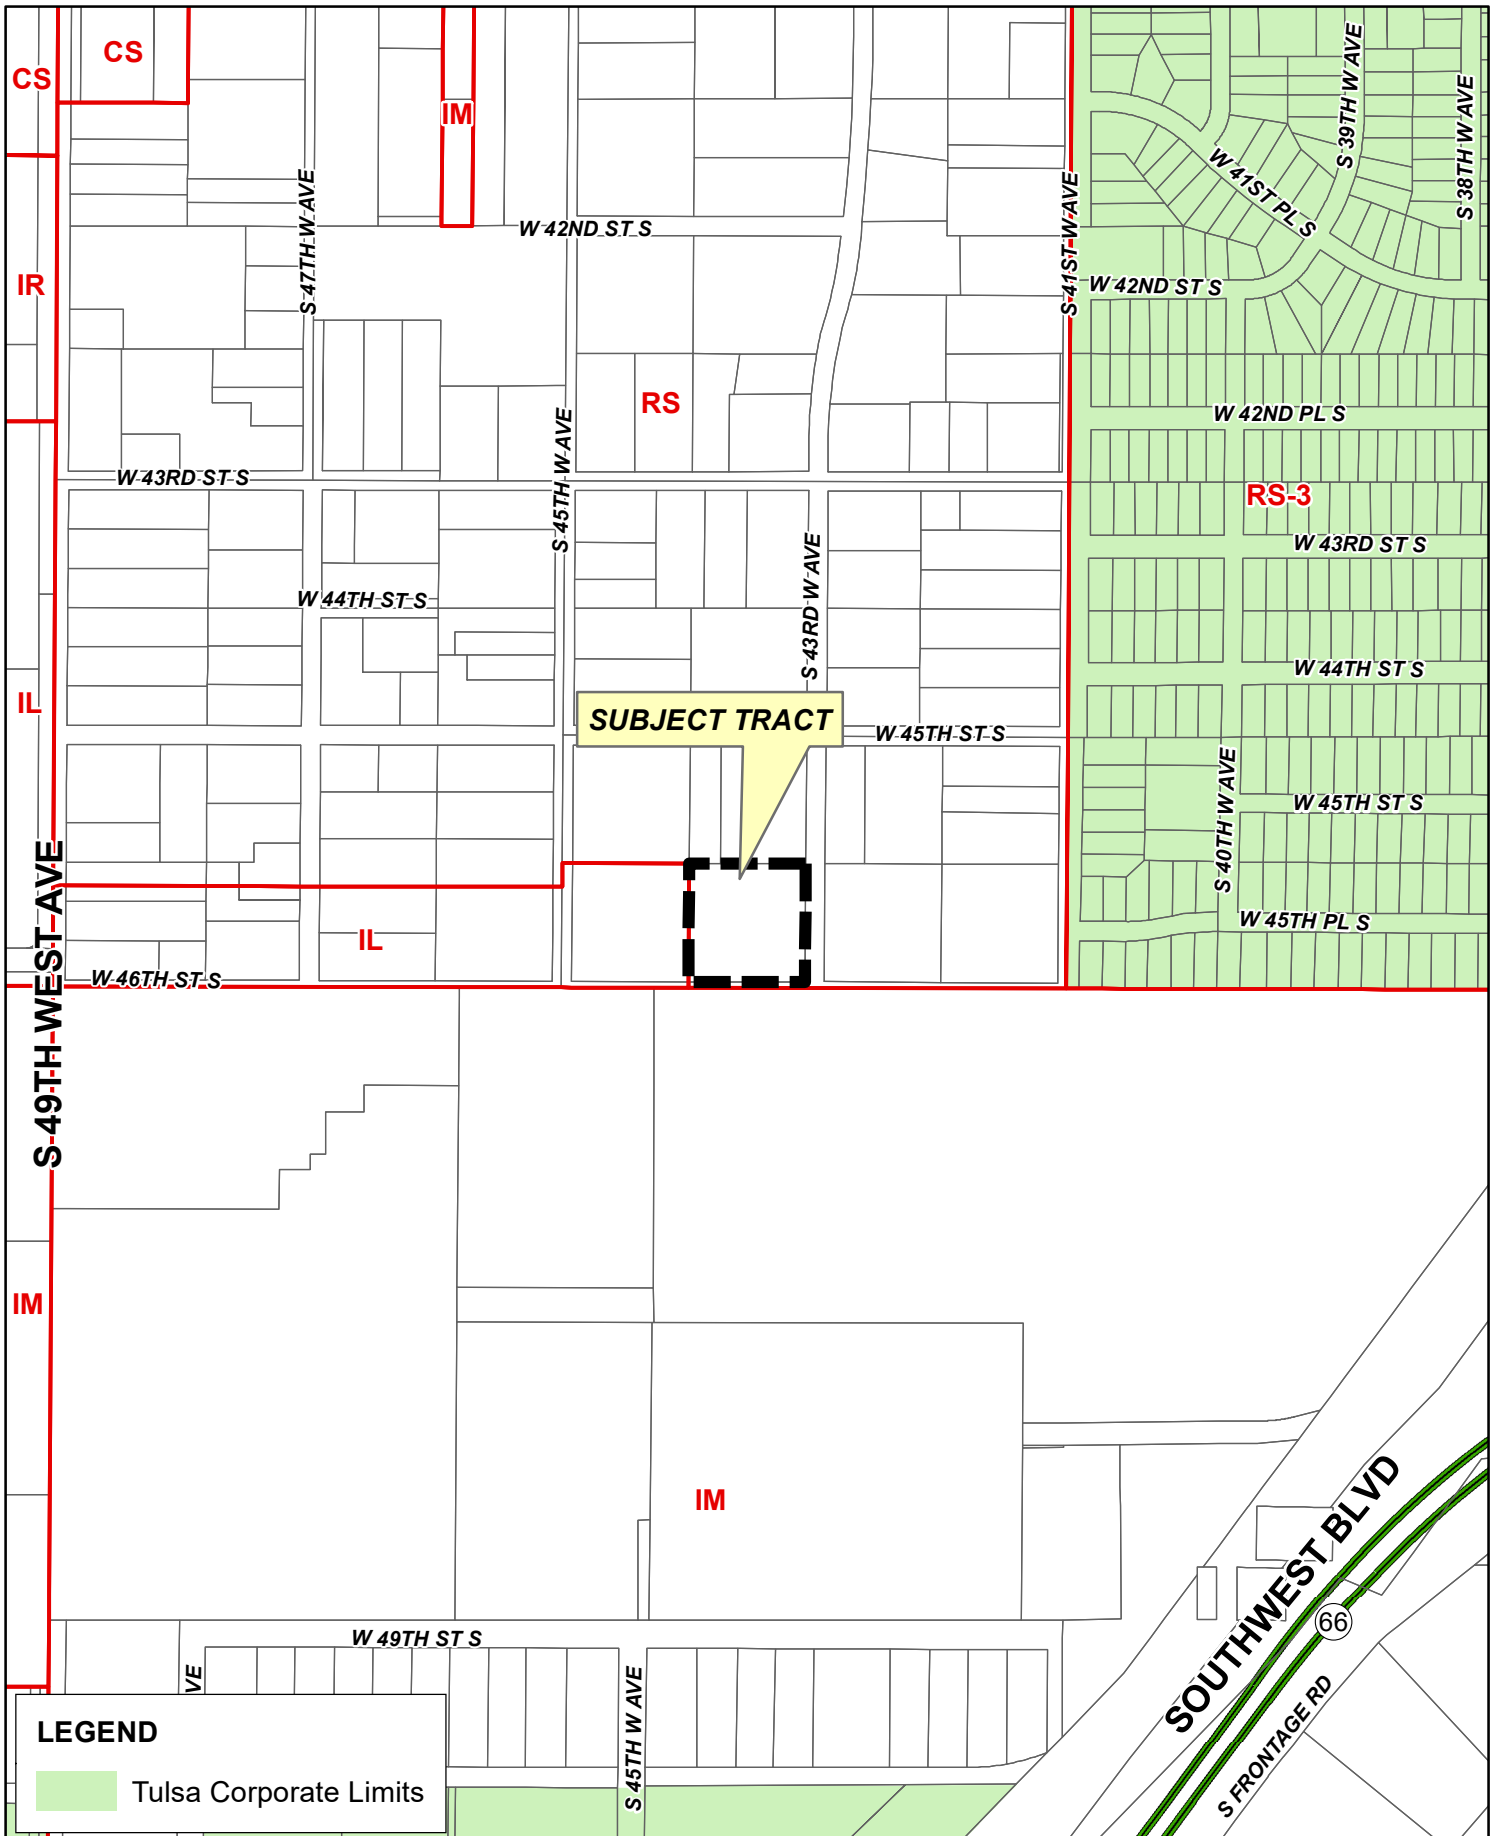 CS
CS
IM
S 39TH W AVE
S 38TH W AVE
W 41ST PL S
S 47TH W AVE
W 42ND ST S
S 41ST W AVE
IR
W 42ND ST S
RS
W 42ND PL S
W 43RD ST S
S 45TH W AVE
RS-3
W 43RD ST S
S 43RD W AVE
W 44TH ST S
W 44TH ST S
IL
SUBJECT TRACT
W 45TH ST S
S 40TH W AVE
W 45TH ST S
S 49TH WEST AVE
W 45TH PL S
IL
W 46TH ST S
IM
IM
SOUTHWEST BLVD
66
W 49TH ST S
VE
S 45TH W AVE
S FRONTAGE RD
LEGEND
Tulsa Corporate Limits